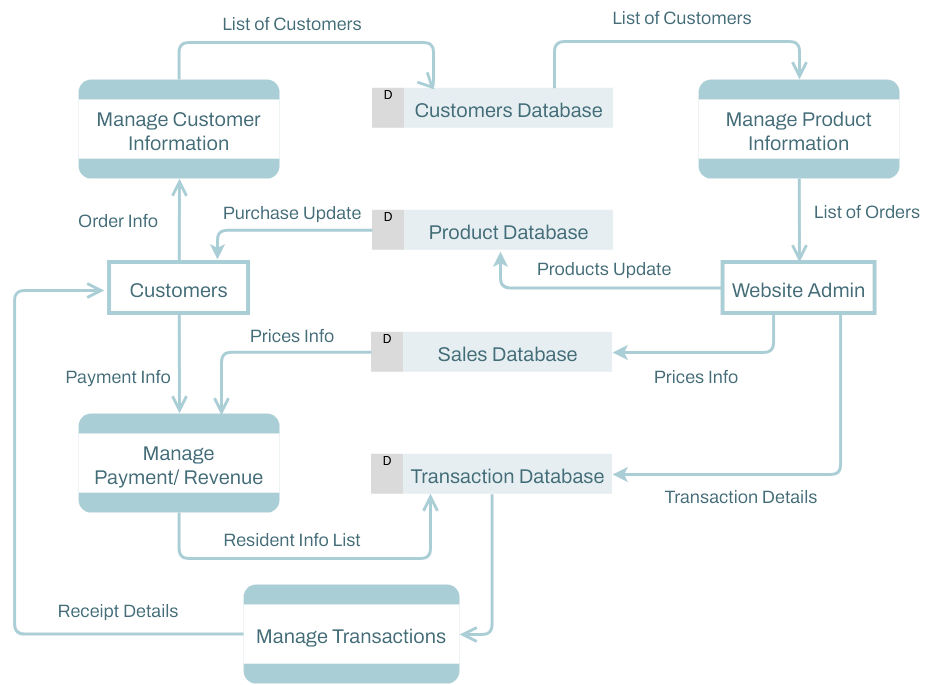 List of Customers
List of Customers
D
Customers Database
Manage Customer
Information
Manage Product
Information
Order Info
Purchase Update
D
Product Database
List of Orders
Products Update
Customers
Website Admin
Prices Info
D
Sales Database
Payment Info
Prices Info
Manage
Payment/ Revenue
D
Transaction Database
Transaction Details
Resident Info List
Receipt Details
Manage Transactions